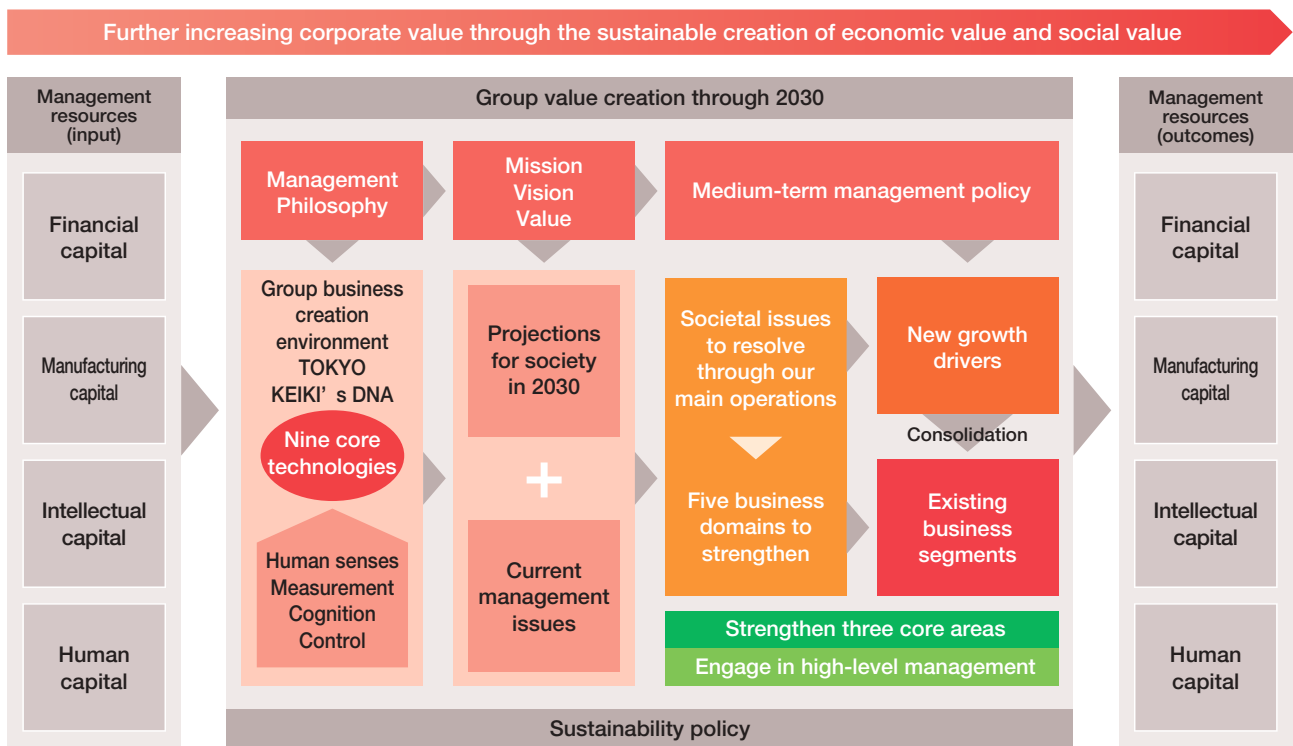 Further increasing corporate value through the sustainable creation of economic value and social value
Management
resources
(input)
Financial
capital
Manufacturing
capital
Intellectual
capital
Human
capital
Group value creation through 2030
Management
Philosophy
Mission
Vision
Value
Medium-term management policy
Group business
creation
environment
TOKYO
KEIKI’s DNA
Nine core
technologies
Human senses
Measurement
Cognition
Control
Projections
for society
in 2030
+
Current
management
issues
Societal issues
to resolve
through our
main operations
Five business
domains to
strengthen
New growth
drivers
Consolidation
Existing
business
segments
Strengthen three core areas
Engage in high-level management
Sustainability policy
Management
resources
(outcomes)
Financial
capital
Manufacturing
capital
Intellectual
capital
Human
capital